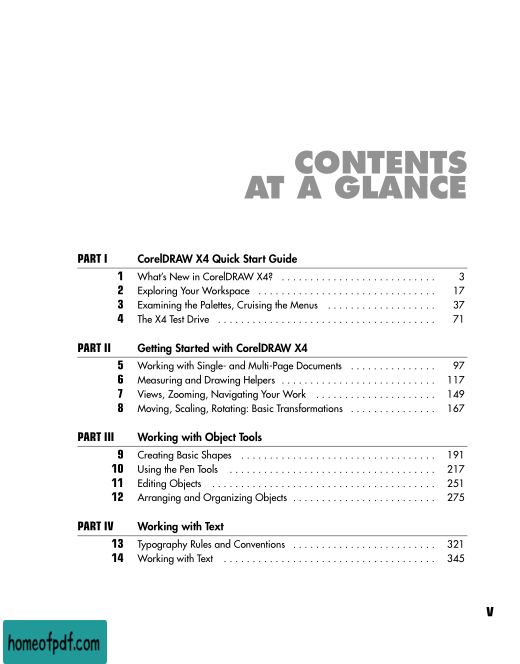 CONTENTS
AT A GLANCE
PART I CorelDRAW X4 Quick Start Guide
1 What's New in CorelDRAW X4? . . . . . . . . . . . . . . . . . . . . . . . . . . . 3
2 Exploring Your Workspace . . . . . . . . . . . . . . . . . . . . . . . . . . . . . . . 17
3 Examining the Palettes, Cruising the Menus . . . . . . . . . . . . . . . . . . . 37
4 The X4 Test Drive . . . . . . . . . . . . . . . . . . . . . . . . . . . . . . . . . . . . . . 71
PART II Getting Started with CorelDRAW X4
5 Working with Single- and Multi-Page Documents . . . . . . . . . . . . . . . 97
6 Measuring and Drawing Helpers . . . . . . . . . . . . . . . . . . . . . . . . . . . 117
7 Views, Zooming, Navigating Your Work . . . . . . . . . . . . . . . . . . . . . 149
8 Moving, Scaling, Rotating: Basic Transformations . . . . . . . . . . . . . . . 167
PART III Working with Object Tools
9 Creating Basic Shapes . . . . . . . . . . . . . . . . . . . . . . . . . . . . . . . . . . 191
10 Using the Pen Tools . . . . . . . . . . . . . . . . . . . . . . . . . . . . . . . . . . . . 217
11 Editing Objects . . . . . . . . . . . . . . . . . . . . . . . . . . . . . . . . . . . . . . . 251
12 Arranging and Organizing Objects . . . . . . . . . . . . . . . . . . . . . . . . . 275
PART IV Working with Text
13 Typography Rules and Conventions . . . . . . . . . . . . . . . . . . . . . . . . . 321
14 Working with Text . . . . . . . . . . . . . . . . . . . . . . . . . . . . . . . . . . . . . 345
V
homeofpdf.com